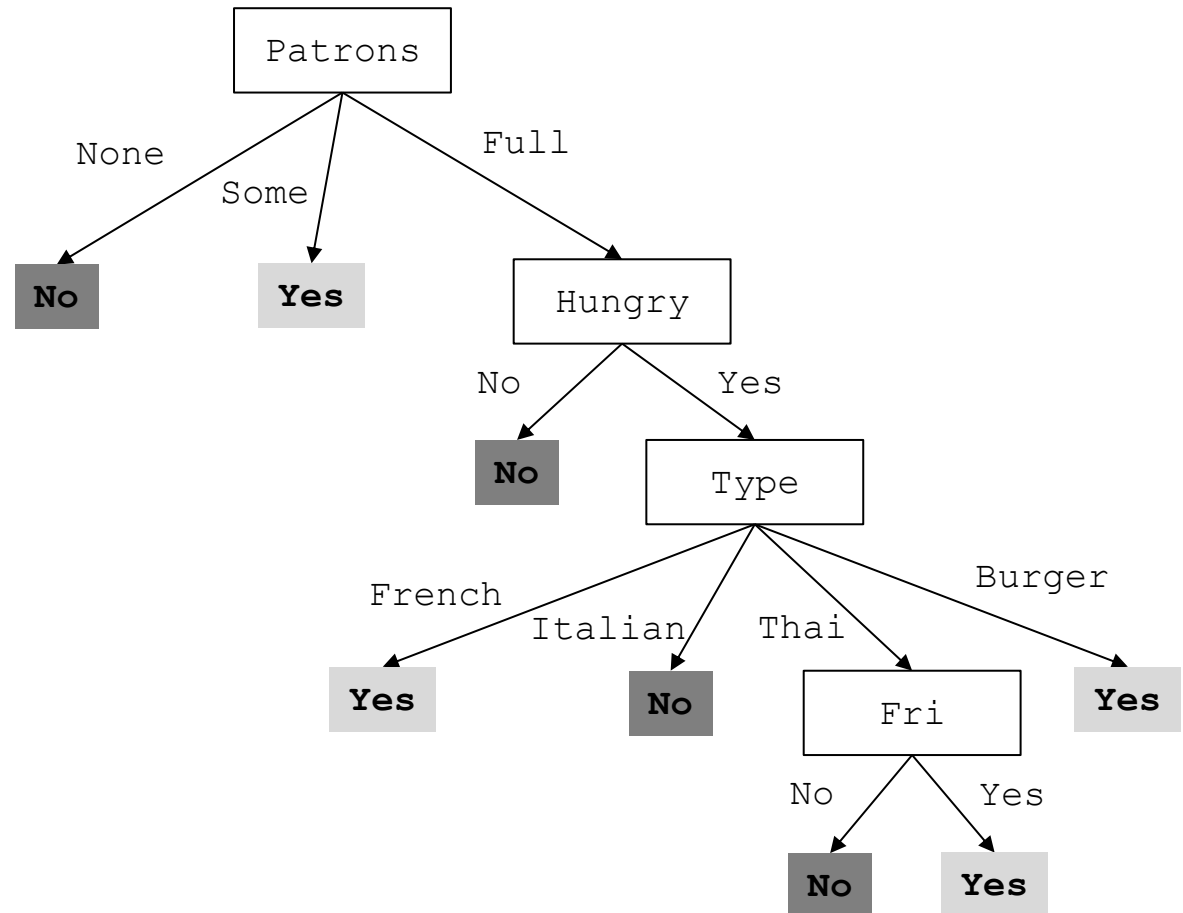 Patrons
None
Some
Full
No
Yes
Hungry
No
Yes
No
Type
French
Italian
Thai
Burger
Yes
No
Fri
Yes
No
Yes
No
Yes